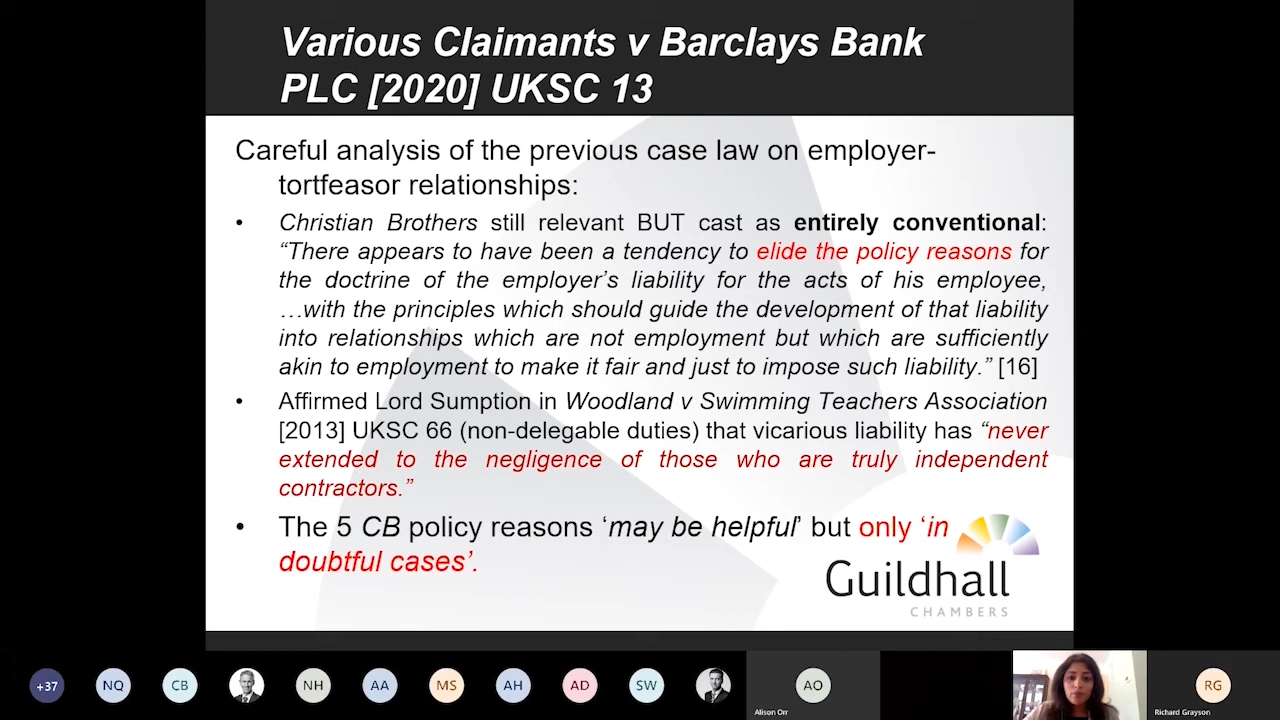 Various Claimants v Barclays Bank
PLC [2020] UKSC 13
Careful analysis of the previous case law on employer-
tortfeasor relationships:
• Christian Brothers still relevant BUT cast as entirely conventional:
“There appears to have been a tendency to elide the policy reasons for
the doctrine of the employer’s liability for the acts of his employee,
…with the principles which should guide the development of that liability
into relationships which are not employment but which are sufficiently
akin to employment to make it fair and just to impose such liability.” [16]
• Affirmed Lord Sumption in Woodland v Swimming Teachers Association
[2013] UKSC 66 (non-delegable duties) that vicarious liability has “never
extended to the negligence of those who are truly independent
contractors.”
• The 5 CB policy reasons ‘may be helpful’ but only ‘in
doubtful cases’.
Guildhall
CHAMBERS
+37 NQ CB NH AA MS AH AD SW AO RG
Alison Orr Richard Grayson